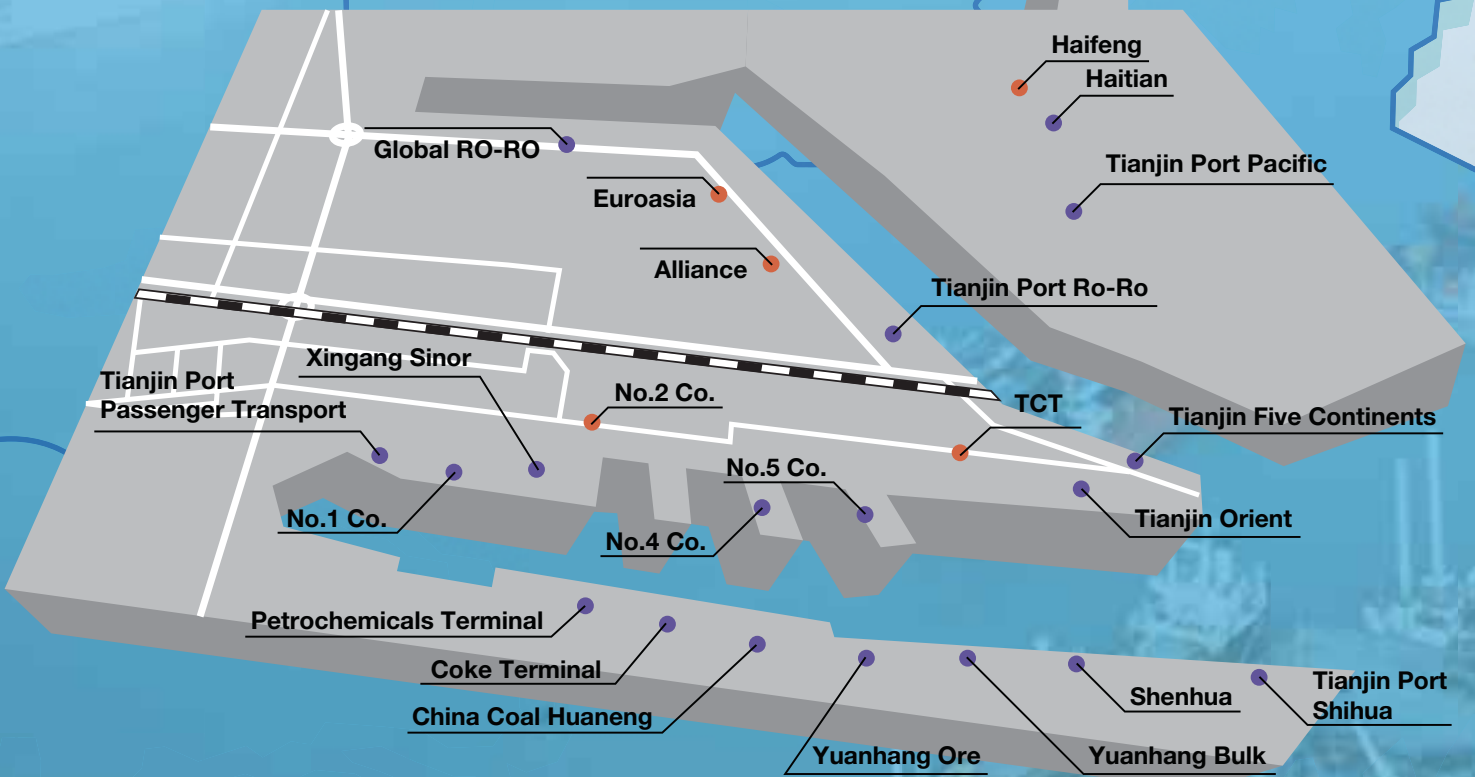 Haifeng
Haitian
Global RO-RO
Tianjin Port Pacific
Euroasia
Alliance
Tianjin Port Ro-Ro
Xingang Sinor
Tianjin Port
Passenger Transport
No.2 Co.
TCT
Tianjin Five Continents
No.5 Co.
No.1 Co.
Tianjin Orient
No.4 Co.
Petrochemicals Terminal
Coke Terminal
Tianjin Port
Shihua
Shenhua
China Coal Huaneng
Yuanhang Ore
Yuanhang Bulk